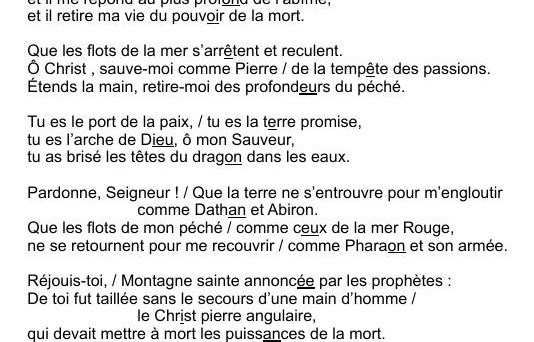 et il me répond au plus profond de l'abîme,
et il retire ma vie du pouvoir de la mort.
Que les flots de la mer s'arrêtent et reculent.
Ô Christ , sauve-moi comme Pierre / de la tempête des passions.
Étends la main, retire-moi des profondeurs du péché.
Tu es le port de la paix, / tu es la terre promise,
tu es l'arche de Dieu, ô mon Sauveur,
tu as brisé les têtes du dragon dans les eaux.
Pardonne, Seigneur ! / Que la terre ne s'entrouvre pour m'engloutir
comme Dathan et Abiron.
Que les flots de mon péché / comme ceux de la mer Rouge,
ne se retournent pour me recouvrir / comme Pharaon et son armée.
Réjouis-toi, / Montagne sainte annoncée par les prophètes :
De toi fut taillée sans le secours d'une main d'homme /
le Christ pierre angulaire,
qui devait mettre à mort les puissances de la mort.